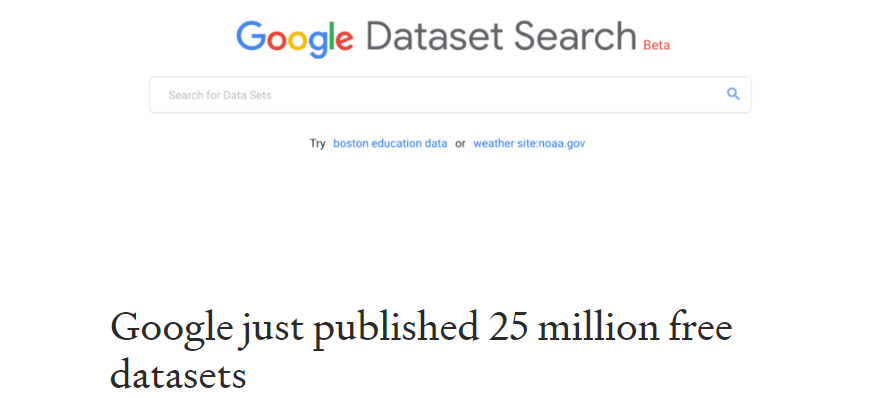 Google Dataset Search Beta
Search for Data Sets
Try boston education data or weather site:noaa.gov
Google just published 25 million free
datasets